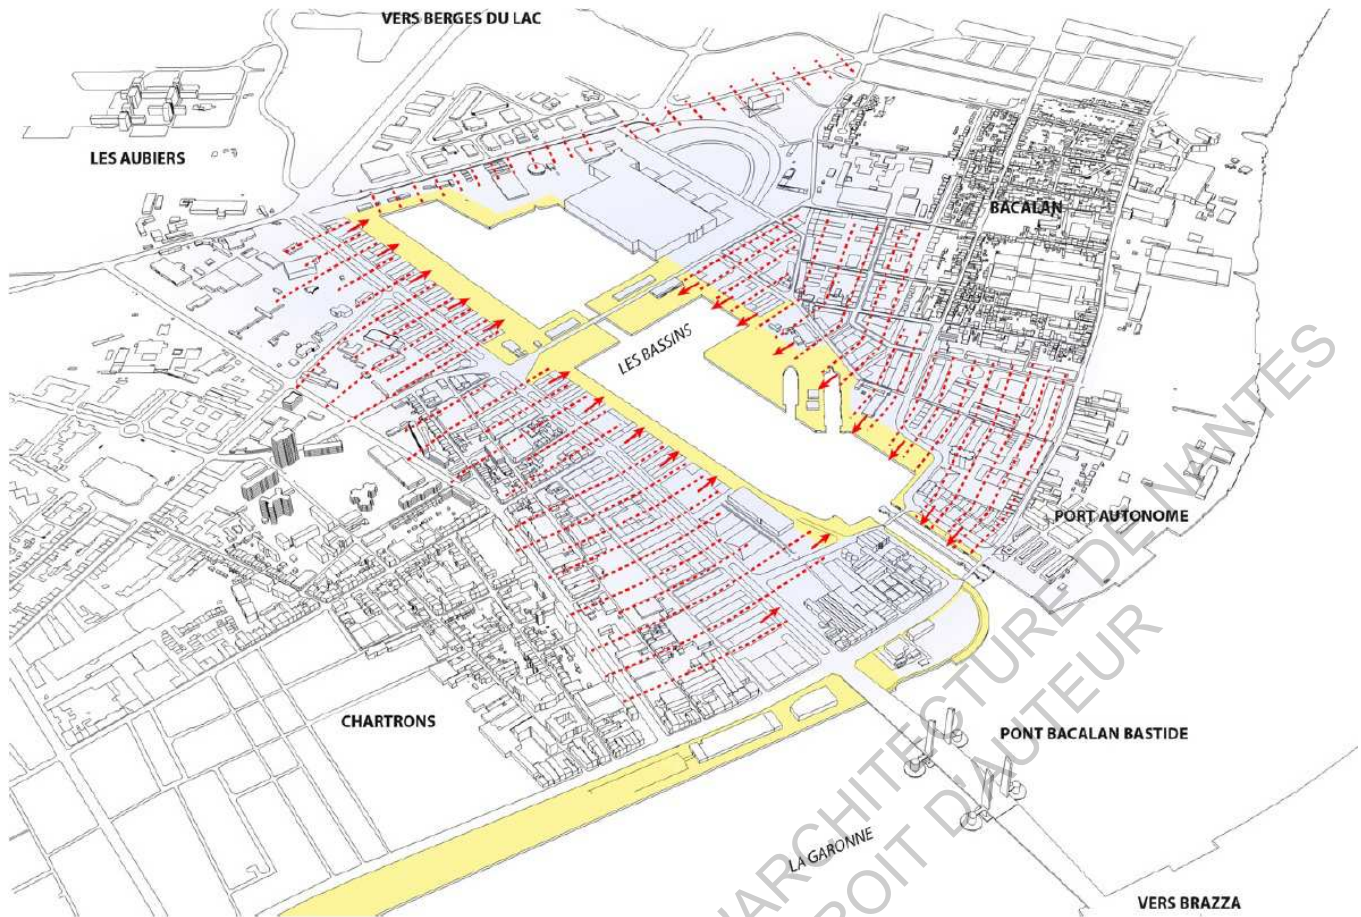 VERS BERGES DU LAC
LES AUBIERS
BACALAN
LES BASSINS
PORT AUTONOME
CHARTRONS
PONT BACALAN BASTIDE
LA GARONNE
VERS BRAZZA
ARCHITECTURE DE NANTES
DROIT D'AUTEUR